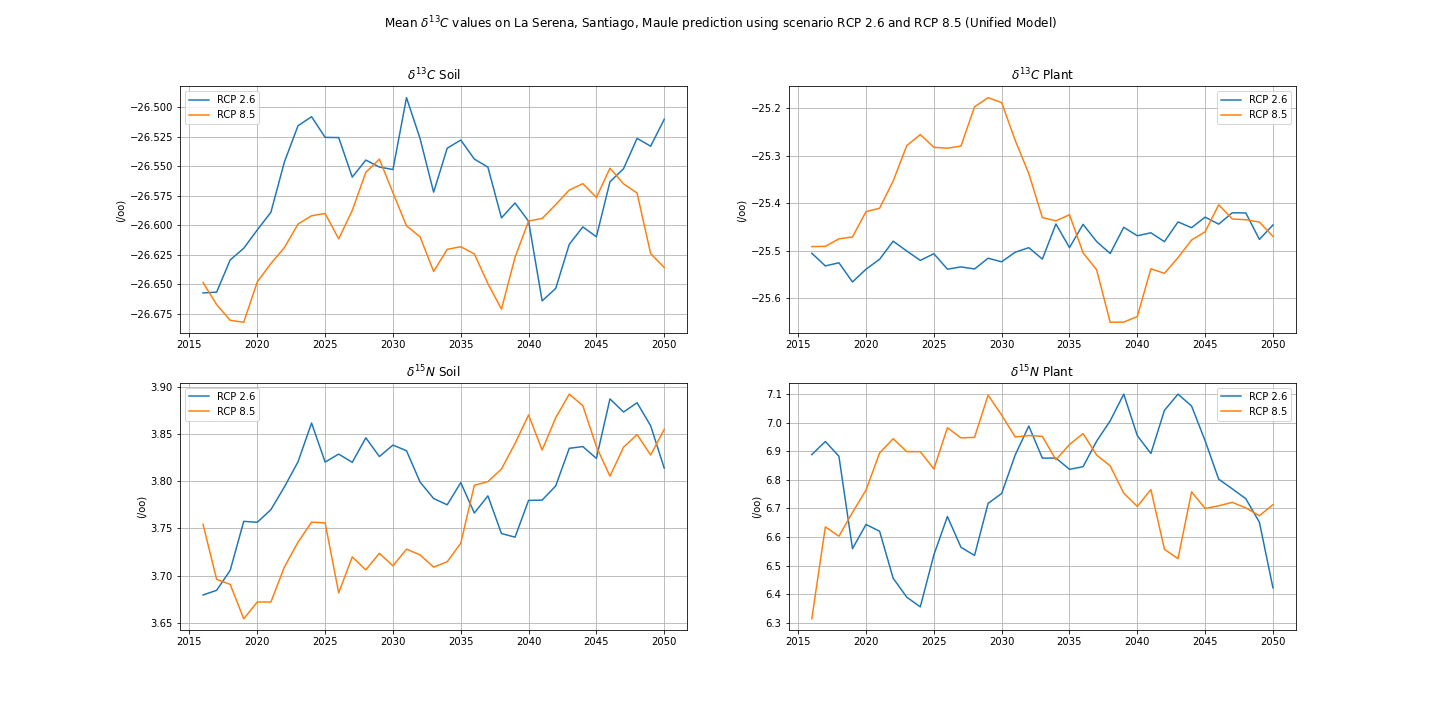 Mean δ¹³C values on La Serena, Santiago, Maule prediction using scenario RCP 2.6 and RCP 8.5 (Unified Model)
δ¹³C Soil
RCP 2.6
RCP 8.5
(/oo)
−26.500
−26.525
−26.550
−26.575
−26.600
−26.625
−26.650
−26.675
2015 2020 2025 2030 2035 2040 2045 2050
δ¹³C Plant
RCP 2.6
RCP 8.5
(/oo)
−25.2
−25.3
−25.4
−25.5
−25.6
2015 2020 2025 2030 2035 2040 2045 2050
δ¹⁵N Soil
RCP 2.6
RCP 8.5
(/oo)
3.90
3.85
3.80
3.75
3.70
3.65
2015 2020 2025 2030 2035 2040 2045 2050
δ¹⁵N Plant
RCP 2.6
RCP 8.5
(/oo)
7.1
7.0
6.9
6.8
6.7
6.6
6.5
6.4
6.3
2015 2020 2025 2030 2035 2040 2045 2050